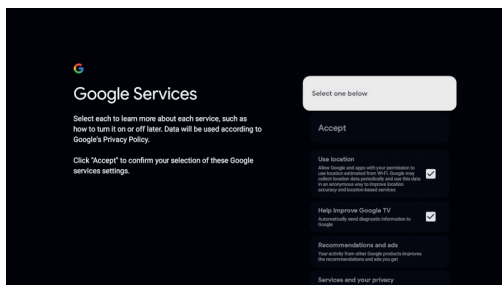 Google Services
Select each to learn more about each service, such as
how to turn it on or off later. Data will be used according to
Google's Privacy Policy.
Click "Accept" to confirm your selection of these Google
services settings.
Select one below
Accept
Use location
Allow Google and apps with your permission to
use location estimated from Wi-Fi. Google may
collect location data periodically and use this data
in an anonymous way to improve location
accuracy and location-based services
Help improve Google TV
Automatically send diagnostic information to
Google
Recommendations and ads
Your activity from other Google products improves
the recommendations and ads you get
Services and your privacy